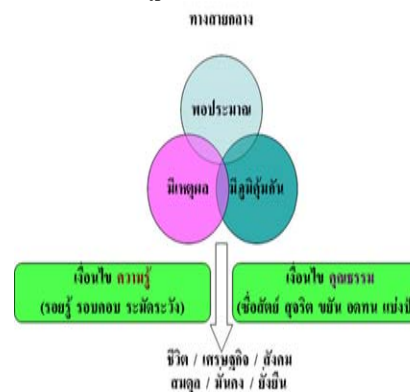 ทางสายกลาง
พอประมาณ
มีเหตุผล
มีภูมิคุ้มกัน
เงื่อนไข ความรู้
(รอบรู้ รอบคอบ ระมัดระวัง)
เงื่อนไข คุณธรรม
(ซื่อสัตย์ สุจริต ขยัน อดทน แบ่งปั
ชีวิต / เศรษฐกิจ / สังคม
สมดุล / มั่นคง / ยั่งยืน